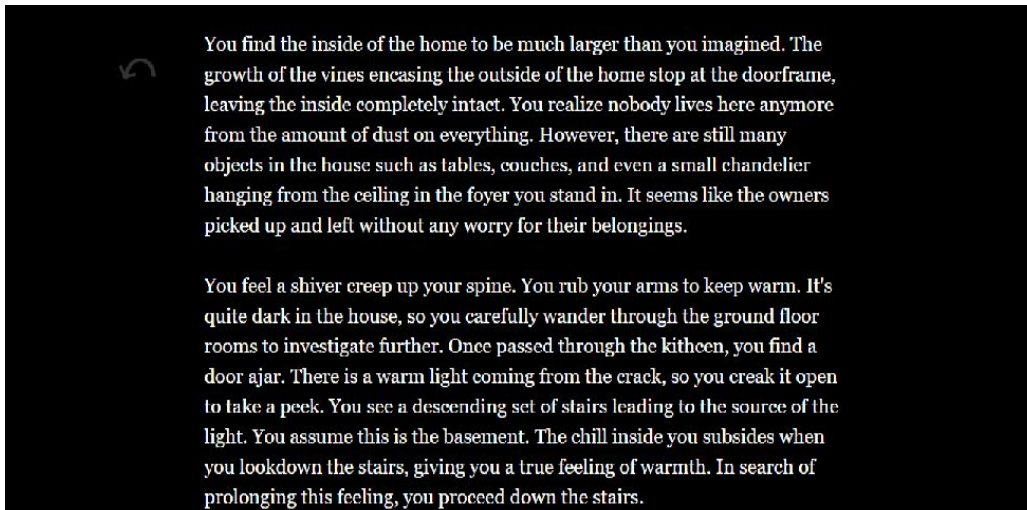 You find the inside of the home to be much larger than you imagined. The
growth of the vines encasing the outside of the home stop at the doorframe,
leaving the inside completely intact. You realize nobody lives here anymore
from the amount of dust on everything. However, there are still many
objects in the house such as tables, couches, and even a small chandelier
hanging from the ceiling in the foyer you stand in. It seems like the owners
picked up and left without any worry for their belongings.
You feel a shiver creep up your spine. You rub your arms to keep warm. It's
quite dark in the house, so you carefully wander through the ground floor
rooms to investigate further. Once passed through the kitheen, you find a
door ajar. There is a warm light coming from the crack, so you creak it open
to take a peek. You see a descending set of stairs leading to the source of the
light. You assume this is the basement. The chill inside you subsides when
you lookdown the stairs, giving you a true feeling of warmth. In search of
prolonging this feeling, you proceed down the stairs.